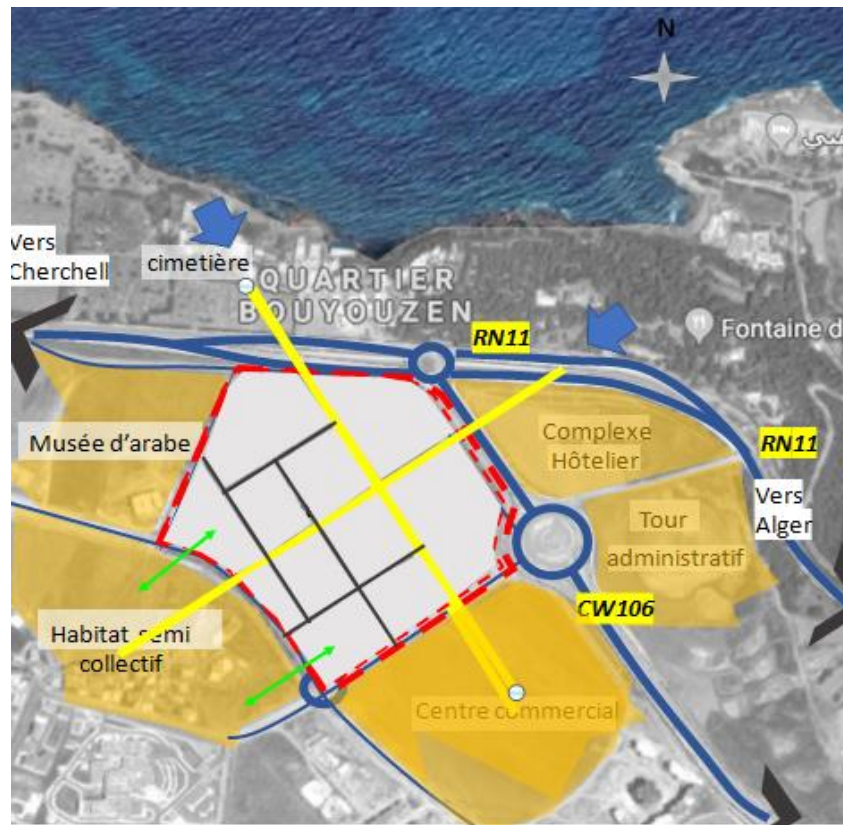 N
في
Vers
Cherchell
cimetière
QUARTIER
BOUYOUZEN
RN11
Fontaine d
Musée d'arabe
Complexe
Hôtelier
RN11
Vers
Alger
Tour
administratif
CW106
Habitat semi
collectif
Centre commercial